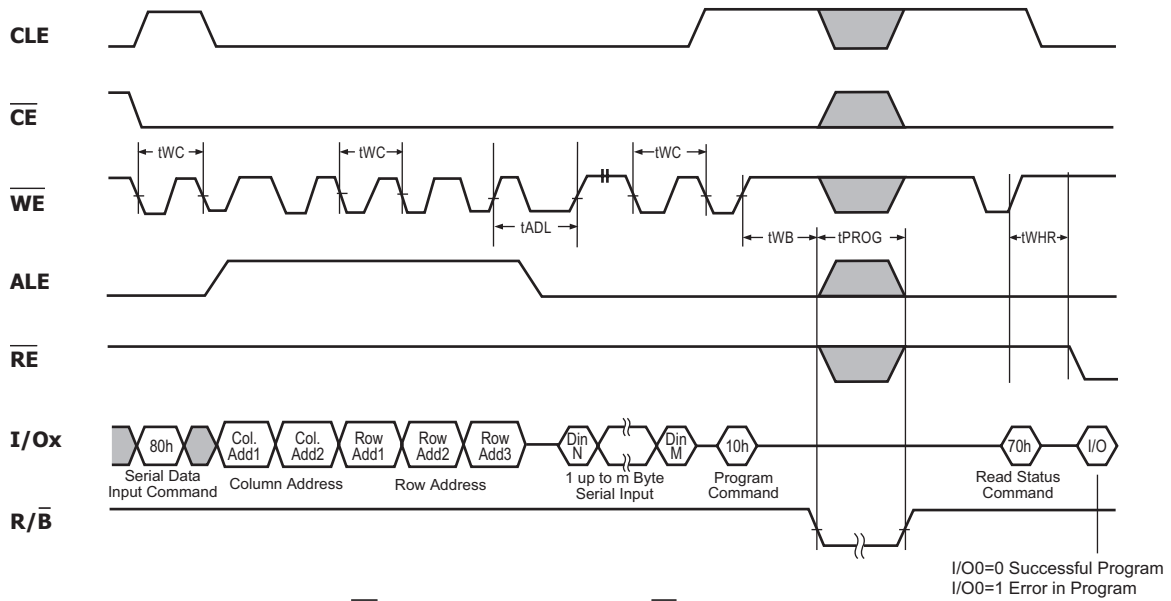 CLE
CE
tWC
tWC
tWC
WE
tADL
tWB
tPROG
tWHR
ALE
RE
I/Ox
80h
Col. Add1
Col. Add2
Row Add1
Row Add2
Row Add3
Din N
Din M
10h
70h
I/O
Serial Data
Input Command
Column Address
Row Address
1 up to m Byte
Serial Input
Program
Command
Read Status
Command
R/B
I/O0=0 Successful Program
I/O0=1 Error in Program